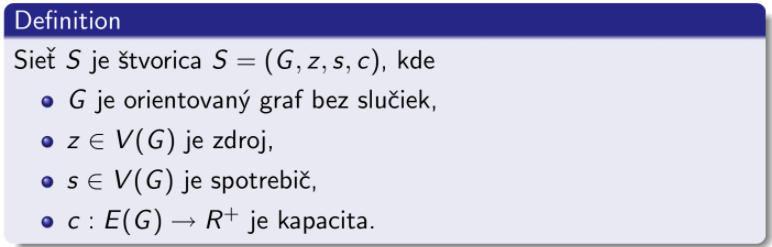 Definition
Sieť S je štvorica S = (G, z, s, c), kde
G je orientovaný graf bez slučiek,
z ∈ V(G) je zdroj,
s ∈ V(G) je spotrebič,
c : E(G) → R⁺ je kapacita.